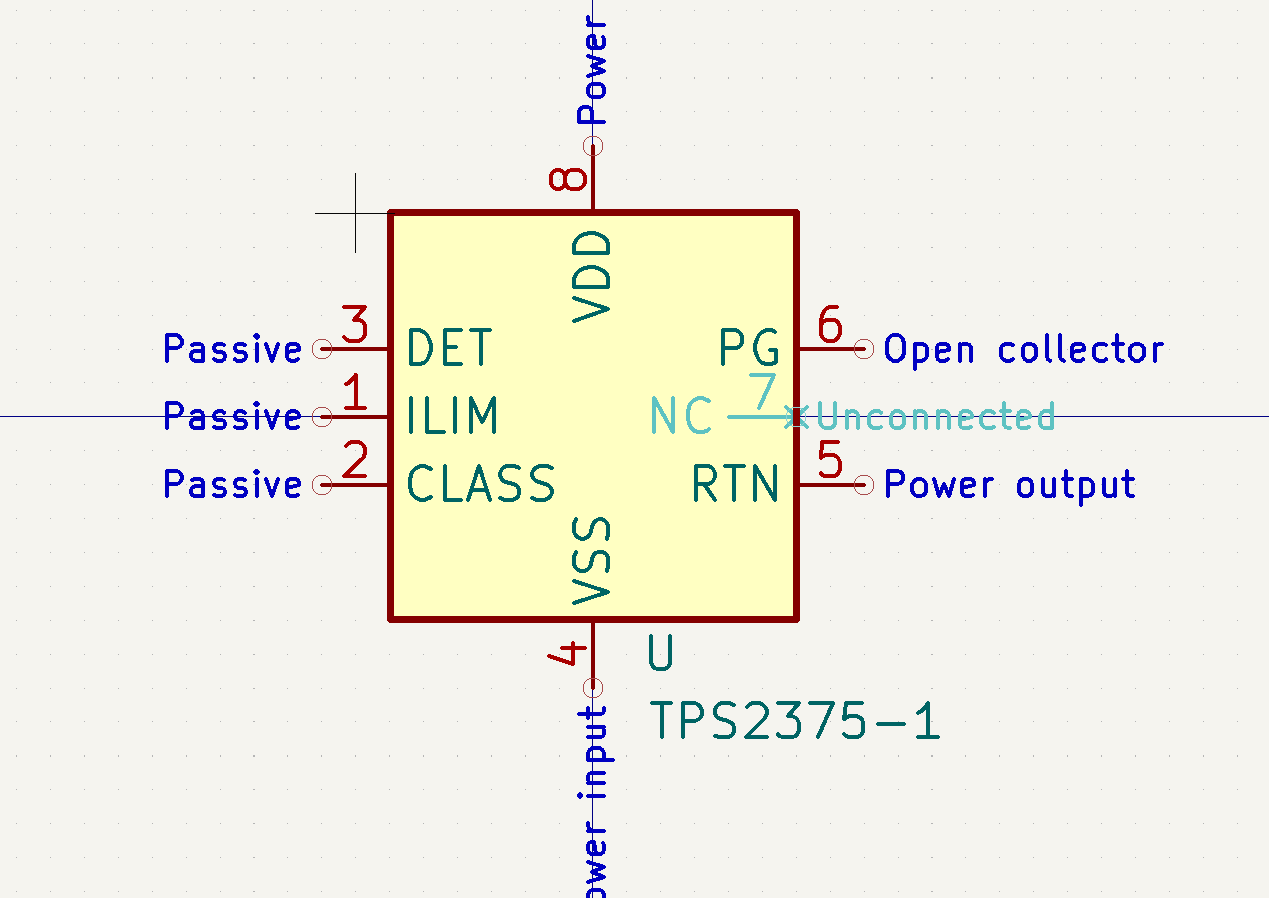 Power
8
VDD
Passive 3 DET
PG 6 Open collector
Passive 1 ILIM
NC 7 Unconnected
Passive 2 CLASS
RTN 5 Power output
VSS
4
U
TPS2375-1
input